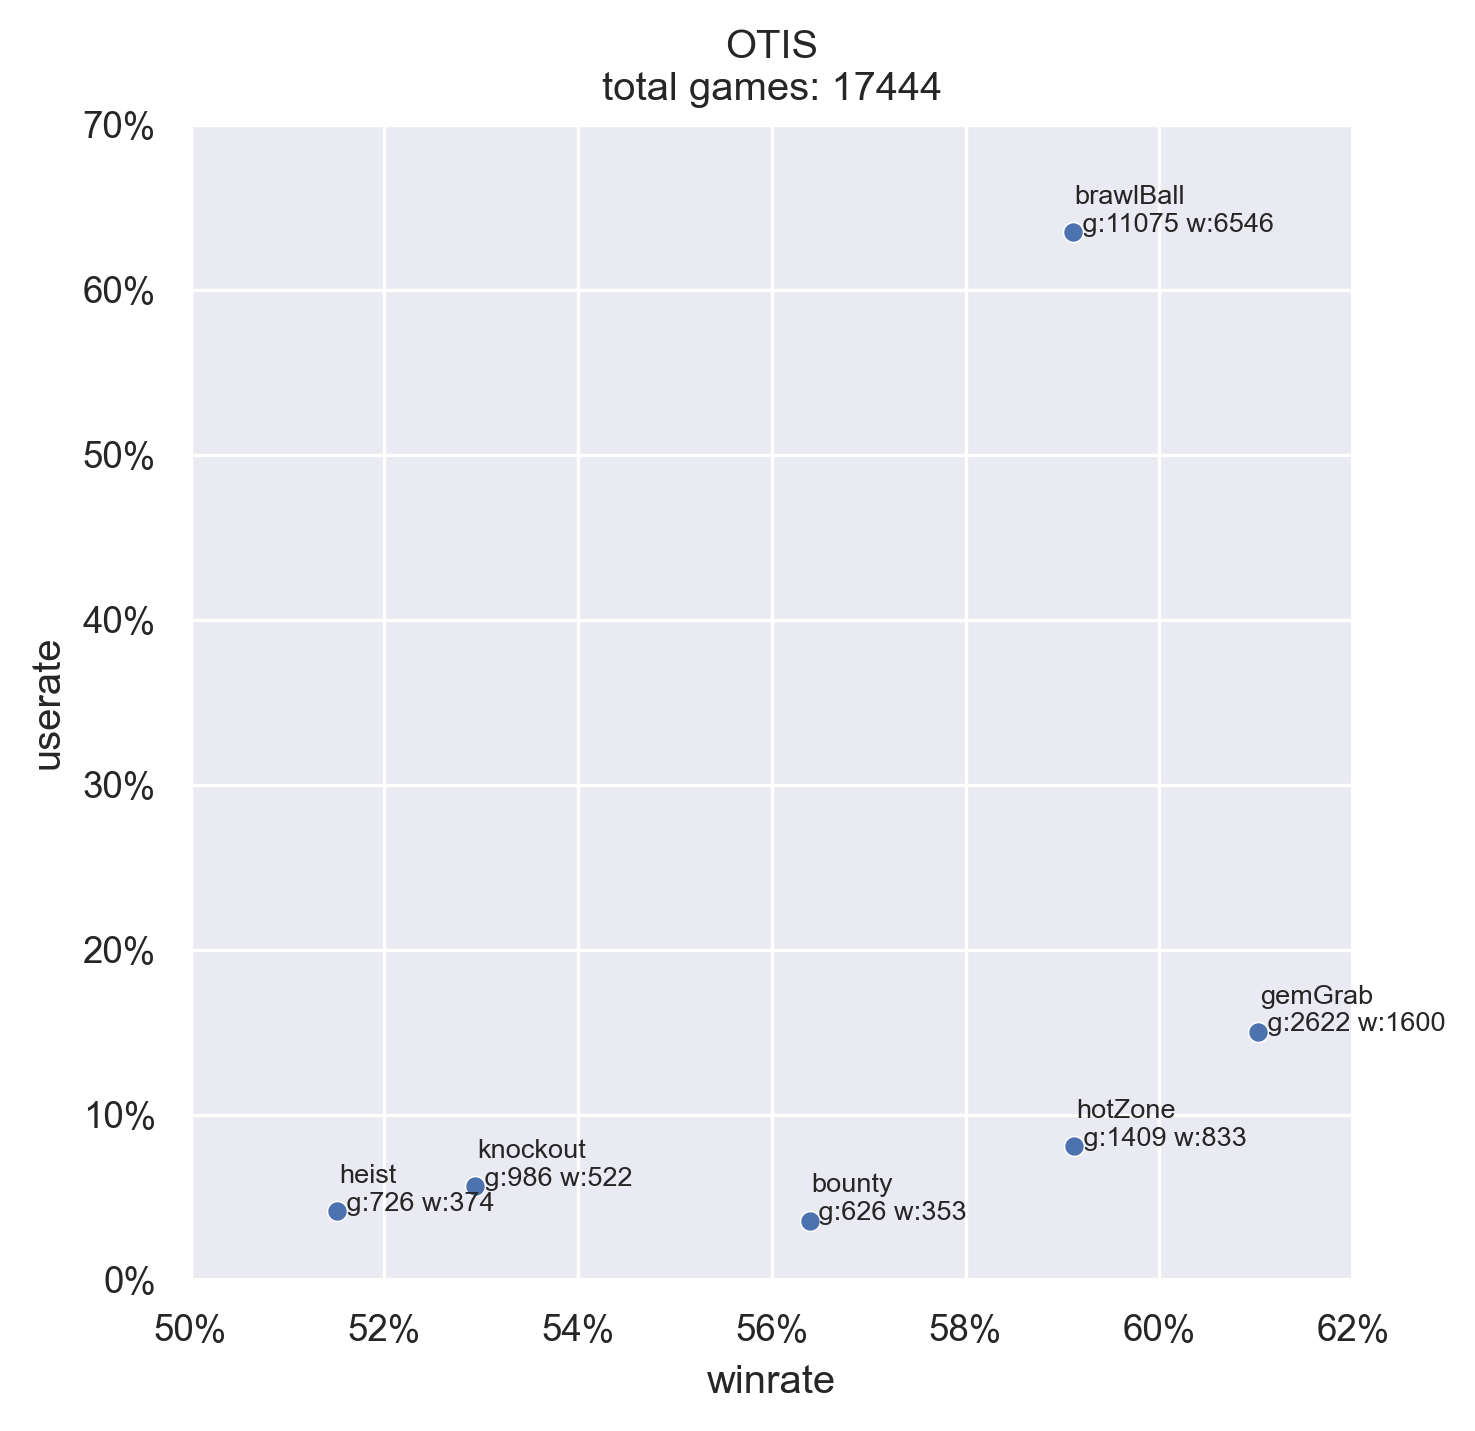 OTIS
total games: 17444
70%
brawlBall
g:11075 w:6546
60%
50%
40%
userate
30%
20%
gemGrab
g:2622 w:1600
10%
hotZone
g:1409 w:833
knockout
g:986 w:522
heist
g:726 w:374
bounty
g:626 w:353
0%
50% 52% 54% 56% 58% 60% 62%
winrate